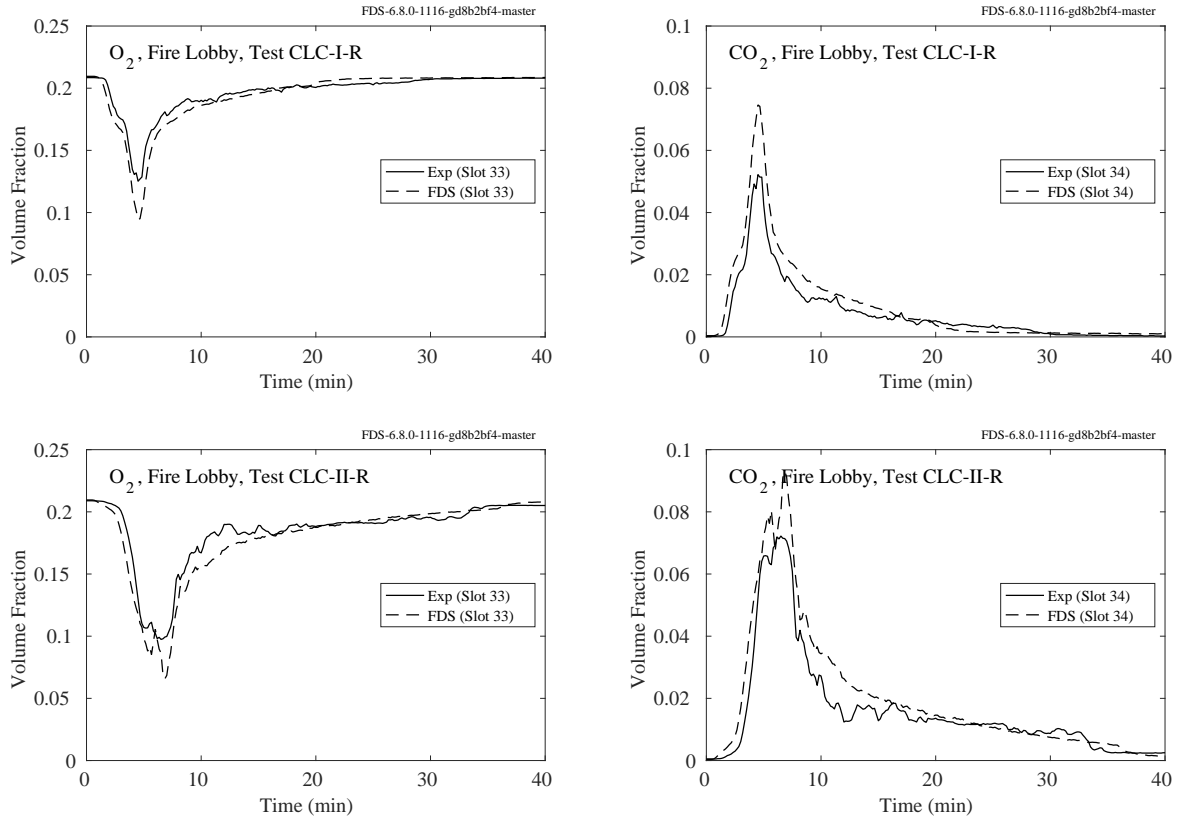 FDS-6.8.0-1116-gd8b2bf4-master
O2, Fire Lobby, Test CLC-I-R
Volume Fraction
0.25
0.2
0.15
0.1
0.05
0
Exp (Slot 33)
FDS (Slot 33)
0 10 20 30 40
Time (min)
FDS-6.8.0-1116-gd8b2bf4-master
CO2, Fire Lobby, Test CLC-I-R
Volume Fraction
0.1
0.08
0.06
0.04
0.02
0
Exp (Slot 34)
FDS (Slot 34)
0 10 20 30 40
Time (min)
FDS-6.8.0-1116-gd8b2bf4-master
O2, Fire Lobby, Test CLC-II-R
Volume Fraction
0.25
0.2
0.15
0.1
0.05
0
Exp (Slot 33)
FDS (Slot 33)
0 10 20 30 40
Time (min)
FDS-6.8.0-1116-gd8b2bf4-master
CO2, Fire Lobby, Test CLC-II-R
Volume Fraction
0.1
0.08
0.06
0.04
0.02
0
Exp (Slot 34)
FDS (Slot 34)
0 10 20 30 40
Time (min)